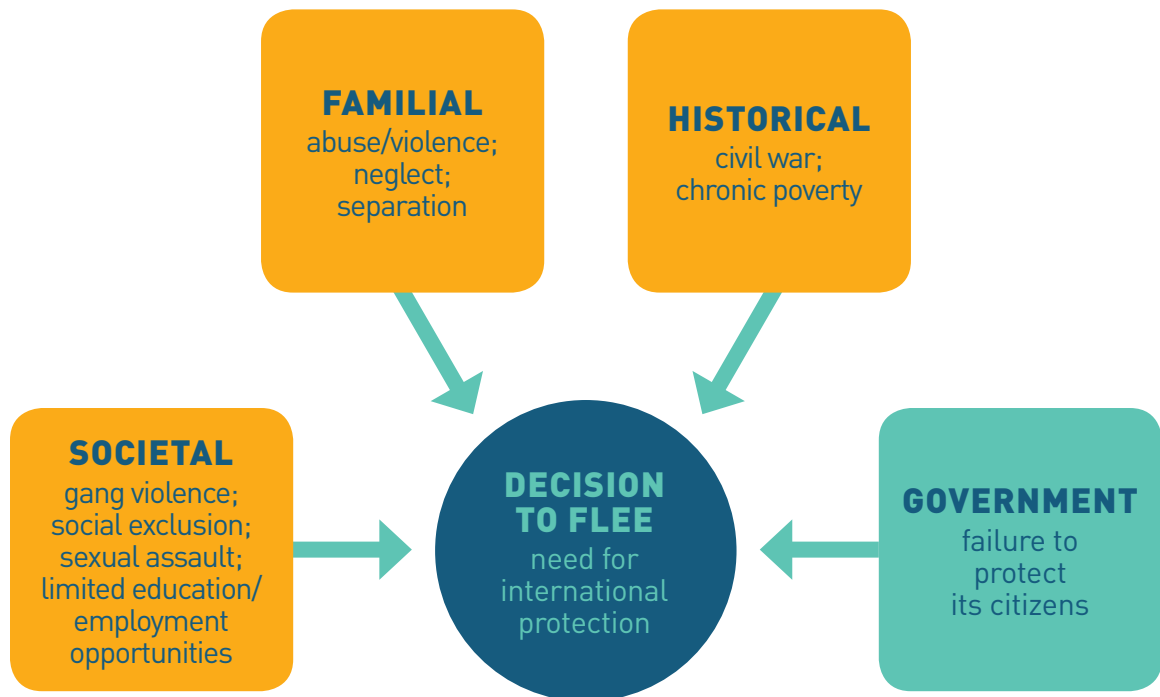 FAMILIAL
abuse/violence;
neglect;
separation
HISTORICAL
civil war;
chronic poverty
SOCIETAL
gang violence;
social exclusion;
sexual assault;
limited education/
employment
opportunities
DECISION
TO FLEE
need for
international
protection
GOVERNMENT
failure to
protect
its citizens